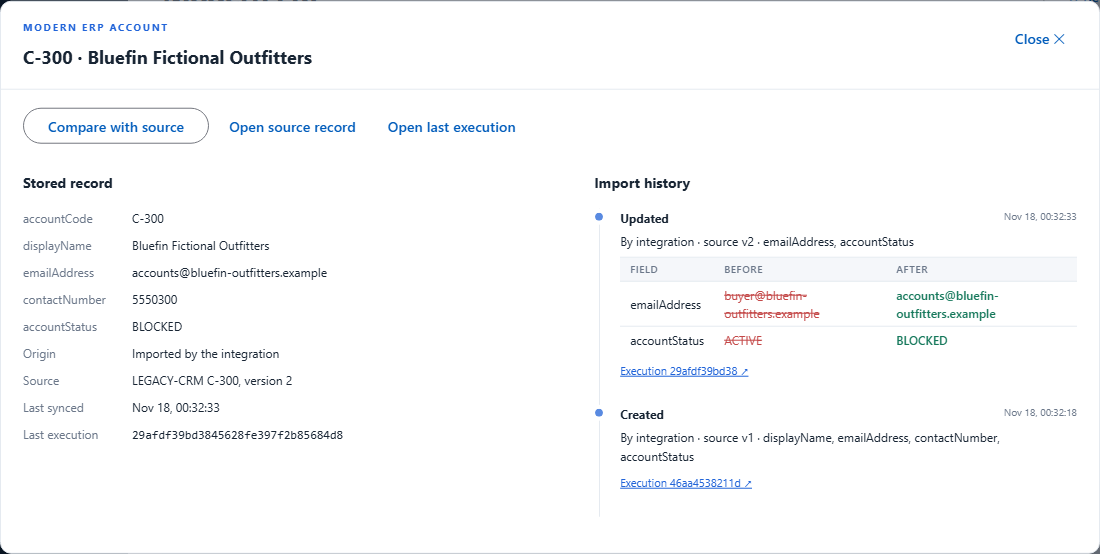 MODERN ERP ACCOUNT
C-300 · Bluefin Fictional Outfitters
Close ×
Compare with source
Open source record
Open last execution
Stored record
accountCode C-300
displayName Bluefin Fictional Outfitters
emailAddress accounts@bluefin-outfitters.example
contactNumber 5550300
accountStatus BLOCKED
Origin Imported by the integration
Source LEGACY-CRM C-300, version 2
Last synced Nov 18, 00:32:33
Last execution 29afdf39bd3845628fe397f2b85684d8
Import history
Updated Nov 18, 00:32:33
By integration · source v2 · emailAddress, accountStatus
FIELD BEFORE AFTER
emailAddress buyer@bluefin-outfitters.example accounts@bluefin-outfitters.example
accountStatus ACTIVE BLOCKED
Execution 29afdf39bd38 ↗
Created Nov 18, 00:32:18
By integration · source v1 · displayName, emailAddress, contactNumber,
accountStatus
Execution 46aa4538211d ↗